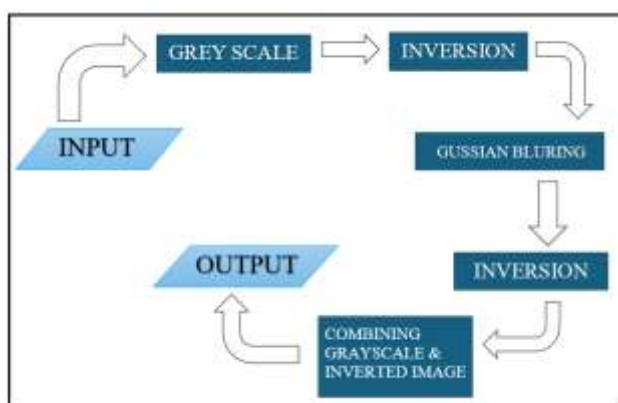 INPUT
GREY SCALE
INVERSION
GUSSIAN BLURING
INVERSION
COMBINING
GRAYSCALE &
INVERTED IMAGE
OUTPUT